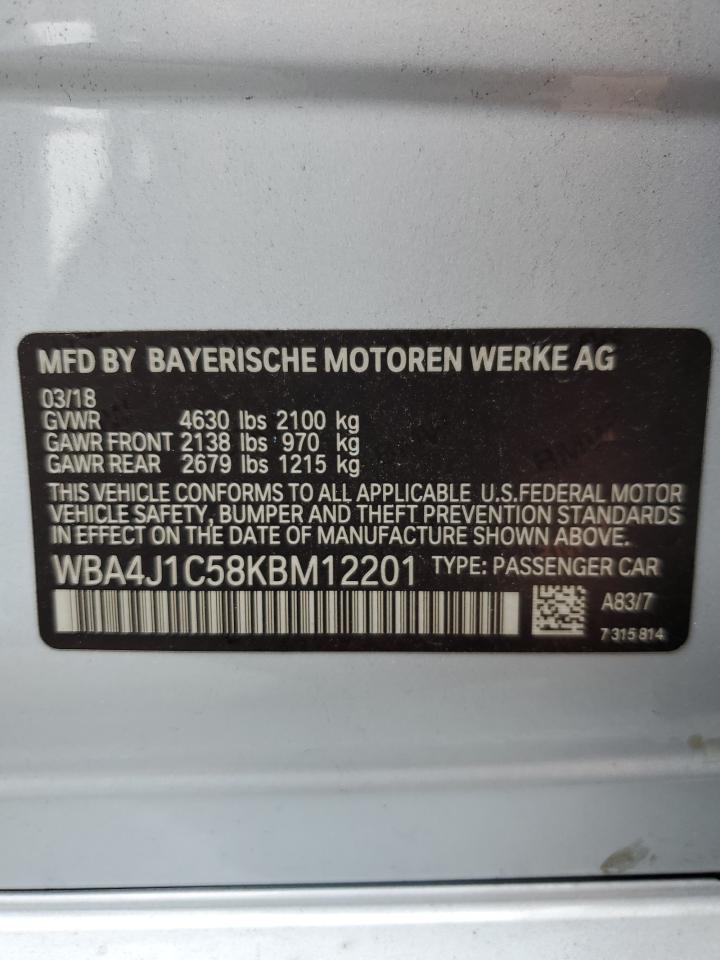 MFD BY BAYERISCHE MOTOREN WERKE AG
03/18
GVWR 4630 lbs 2100 kg
GAWR FRONT 2138 lbs 970 kg
GAWR REAR 2679 lbs 1215 kg
THIS VEHICLE CONFORMS TO ALL APPLICABLE U.S.FEDERAL MOTOR
VEHICLE SAFETY, BUMPER AND THEFT PREVENTION STANDARDS
IN EFFECT ON THE DATE OF MANUFACTURE SHOWN ABOVE.
WBA4J1C58KBM12201 TYPE: PASSENGER CAR
A83/7
7 315 814